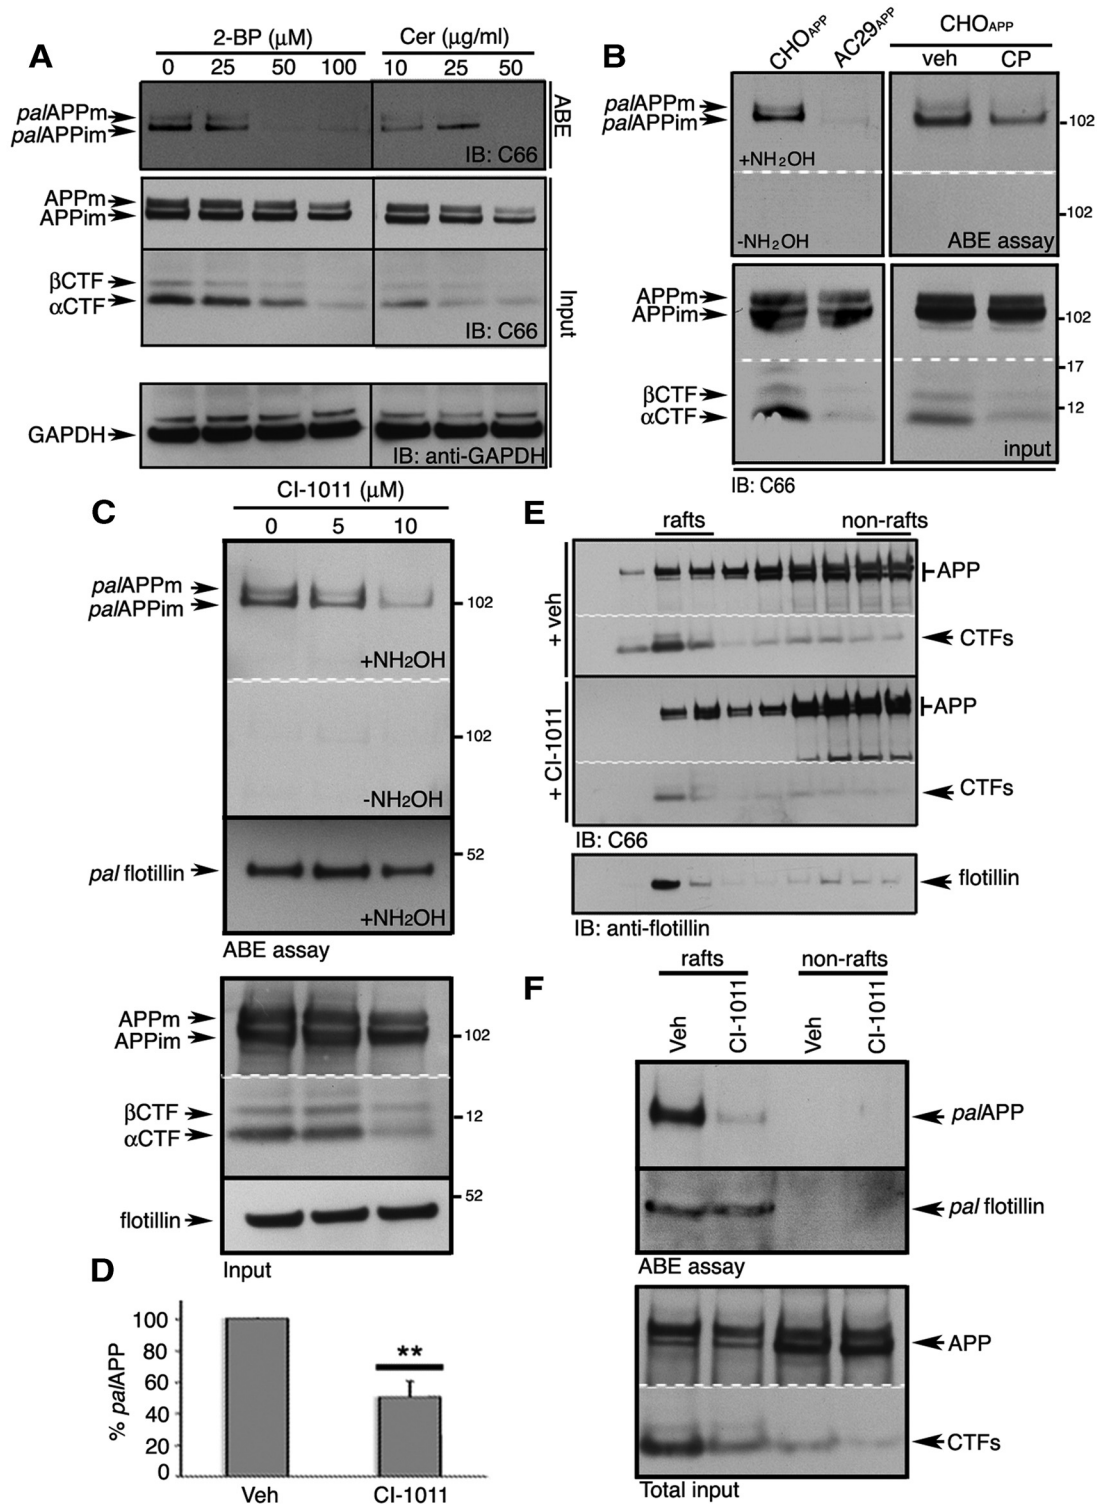 A
2-BP (μM)
Cer (μg/ml)
0 25 50 100 10 25 50
palAPPm
palAPPim
IB: C66
ABE
APPm
APPim
βCTF
αCTF
IB: C66
Input
GAPDH
IB: anti-GAPDH
B
CHOAPP
AC29APP
CHOAPP
veh CP
palAPPm
palAPPim
102
+NH2OH
102
-NH2OH
ABE assay
APPm
APPim
102
17
βCTF
12
αCTF
input
IB: C66
C
CI-1011 (μM)
0 5 10
palAPPm
palAPPim
102
+NH2OH
102
-NH2OH
52
pal flotillin
+NH2OH
ABE assay
APPm
APPim
102
βCTF
12
αCTF
52
flotillin
Input
D
% palAPP
100
80
60
40
20
0
**
Veh CI-1011
E
rafts non-rafts
+ veh
APP
CTFs
+ CI-1011
APP
CTFs
IB: C66
flotillin
IB: anti-flotillin
F
rafts non-rafts
Veh CI-1011 Veh CI-1011
palAPP
pal flotillin
ABE assay
APP
CTFs
Total input